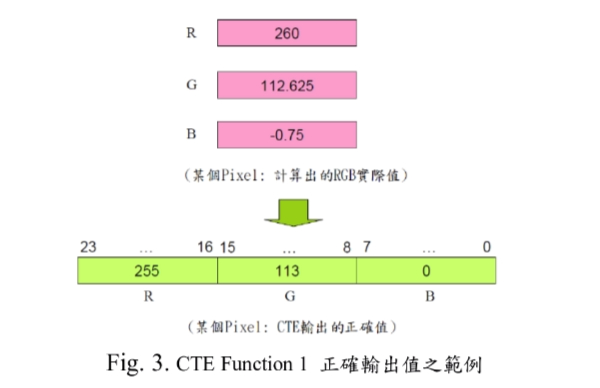 R 260
G 112.625
B -0.75
(某個Pixel: 計算出的RGB實際值)
23 ... 16 15 ... 8 7 ... 0
255 113 0
R G B
(某個Pixel: CTE輸出的正確值)
Fig. 3. CTE Function 1 正確輸出值之範例